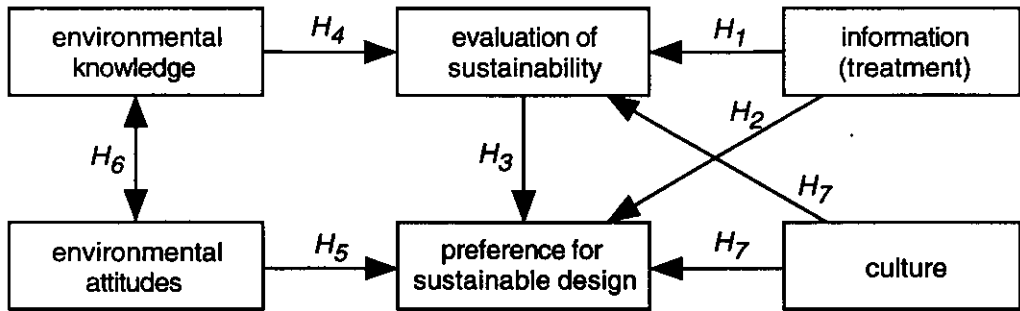 environmental
knowledge
H4
evaluation of
sustainability
H1
information
(treatment)
H6
H3
H2
H7
environmental
attitudes
H5
preference for
sustainable design
H7
culture